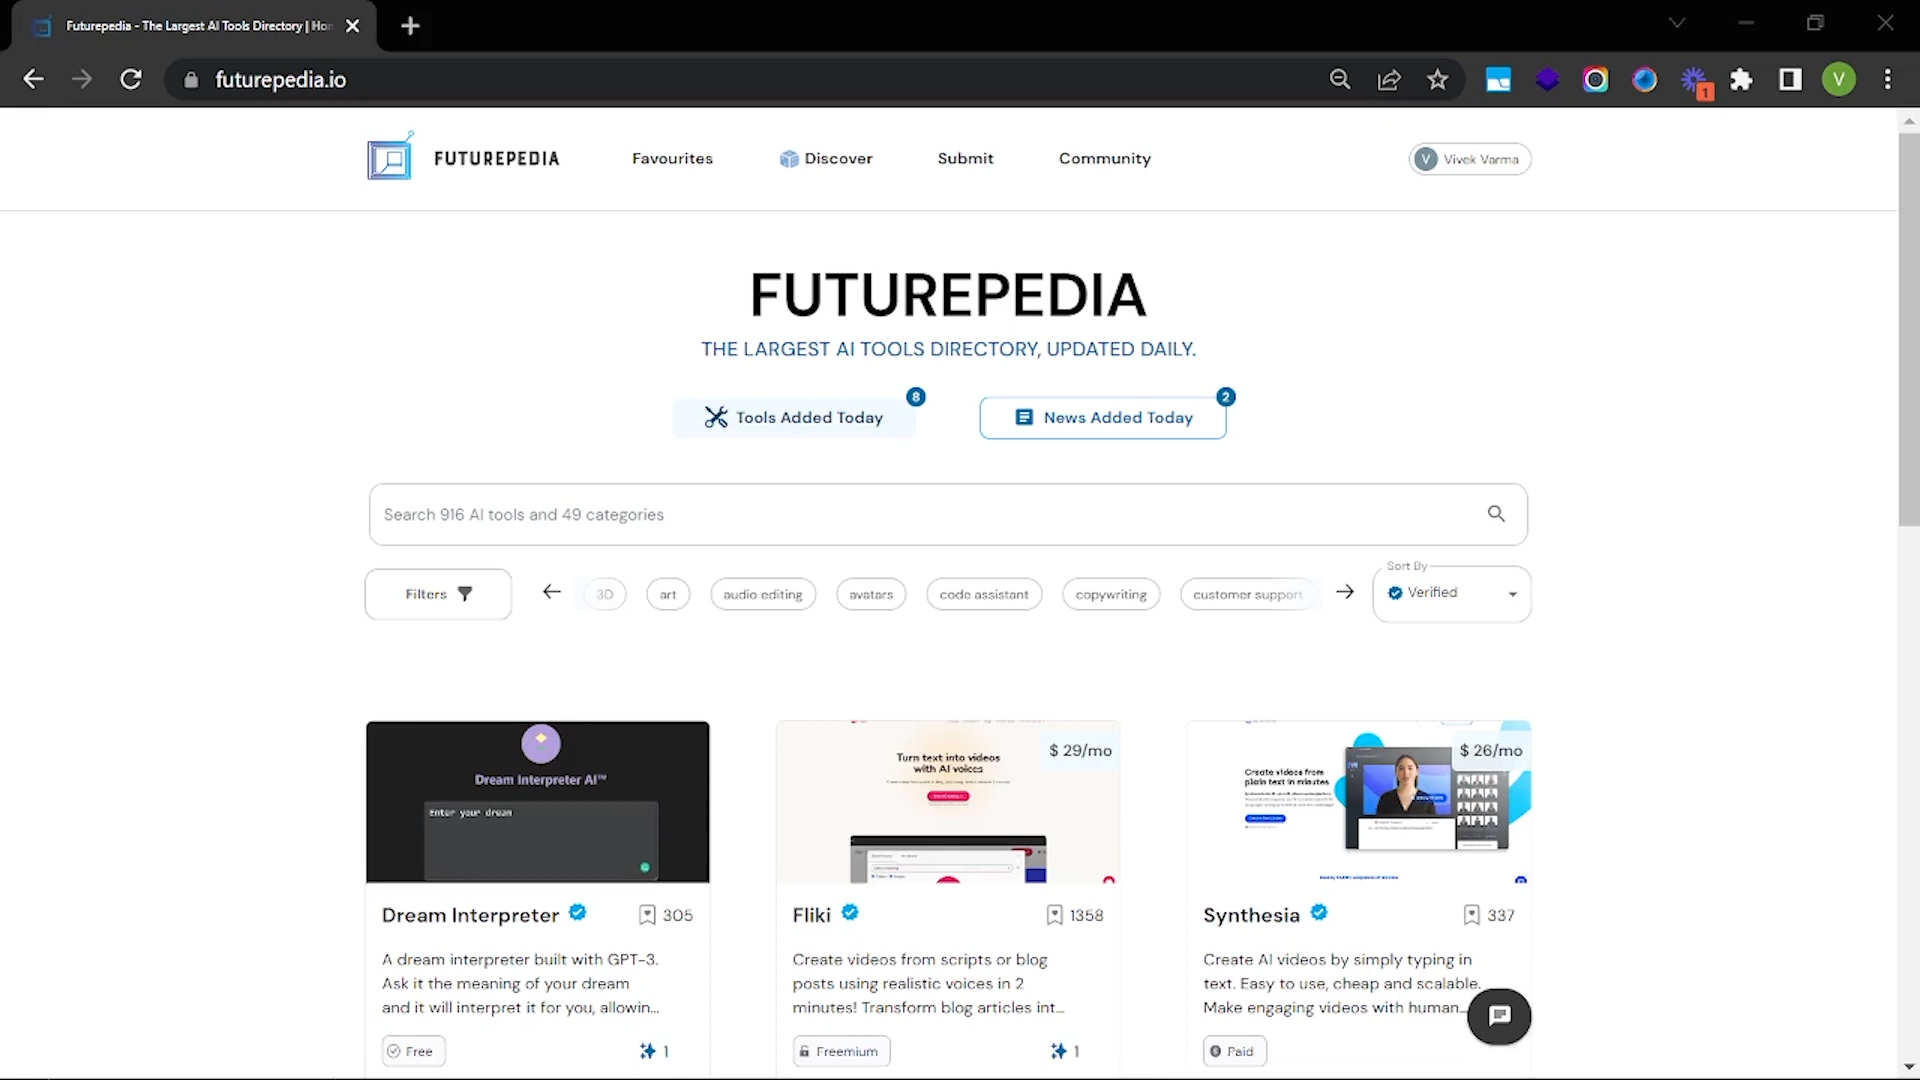 Futurepedia - The Largest AI Tools Directory | Hom
futurepedia.io
1
V
FUTUREPEDIA
Favourites
Discover
Submit
Community
V Vivek Varma
FUTUREPEDIA
THE LARGEST AI TOOLS DIRECTORY, UPDATED DAILY.
Tools Added Today 8
News Added Today 2
Search 916 AI tools and 49 categories
Filters
3D
art
audio editing
avatars
code assistant
copywriting
customer support
Sort By
Verified
Dream Interpreter AI™
Enter your dream
Dream Interpreter 305
A dream interpreter built with GPT-3.
Ask it the meaning of your dream
and it will interpret it for you, allowin...
Free 1
$ 29/mo
Turn text into videos
with AI voices
Fliki 1358
Create videos from scripts or blog
posts using realistic voices in 2
minutes! Transform blog articles int...
Freemium 1
$ 26/mo
Create videos from
plain text in minutes
Synthesia 337
Create AI videos by simply typing in
text. Easy to use, cheap and scalable.
Make engaging videos with human...
Paid